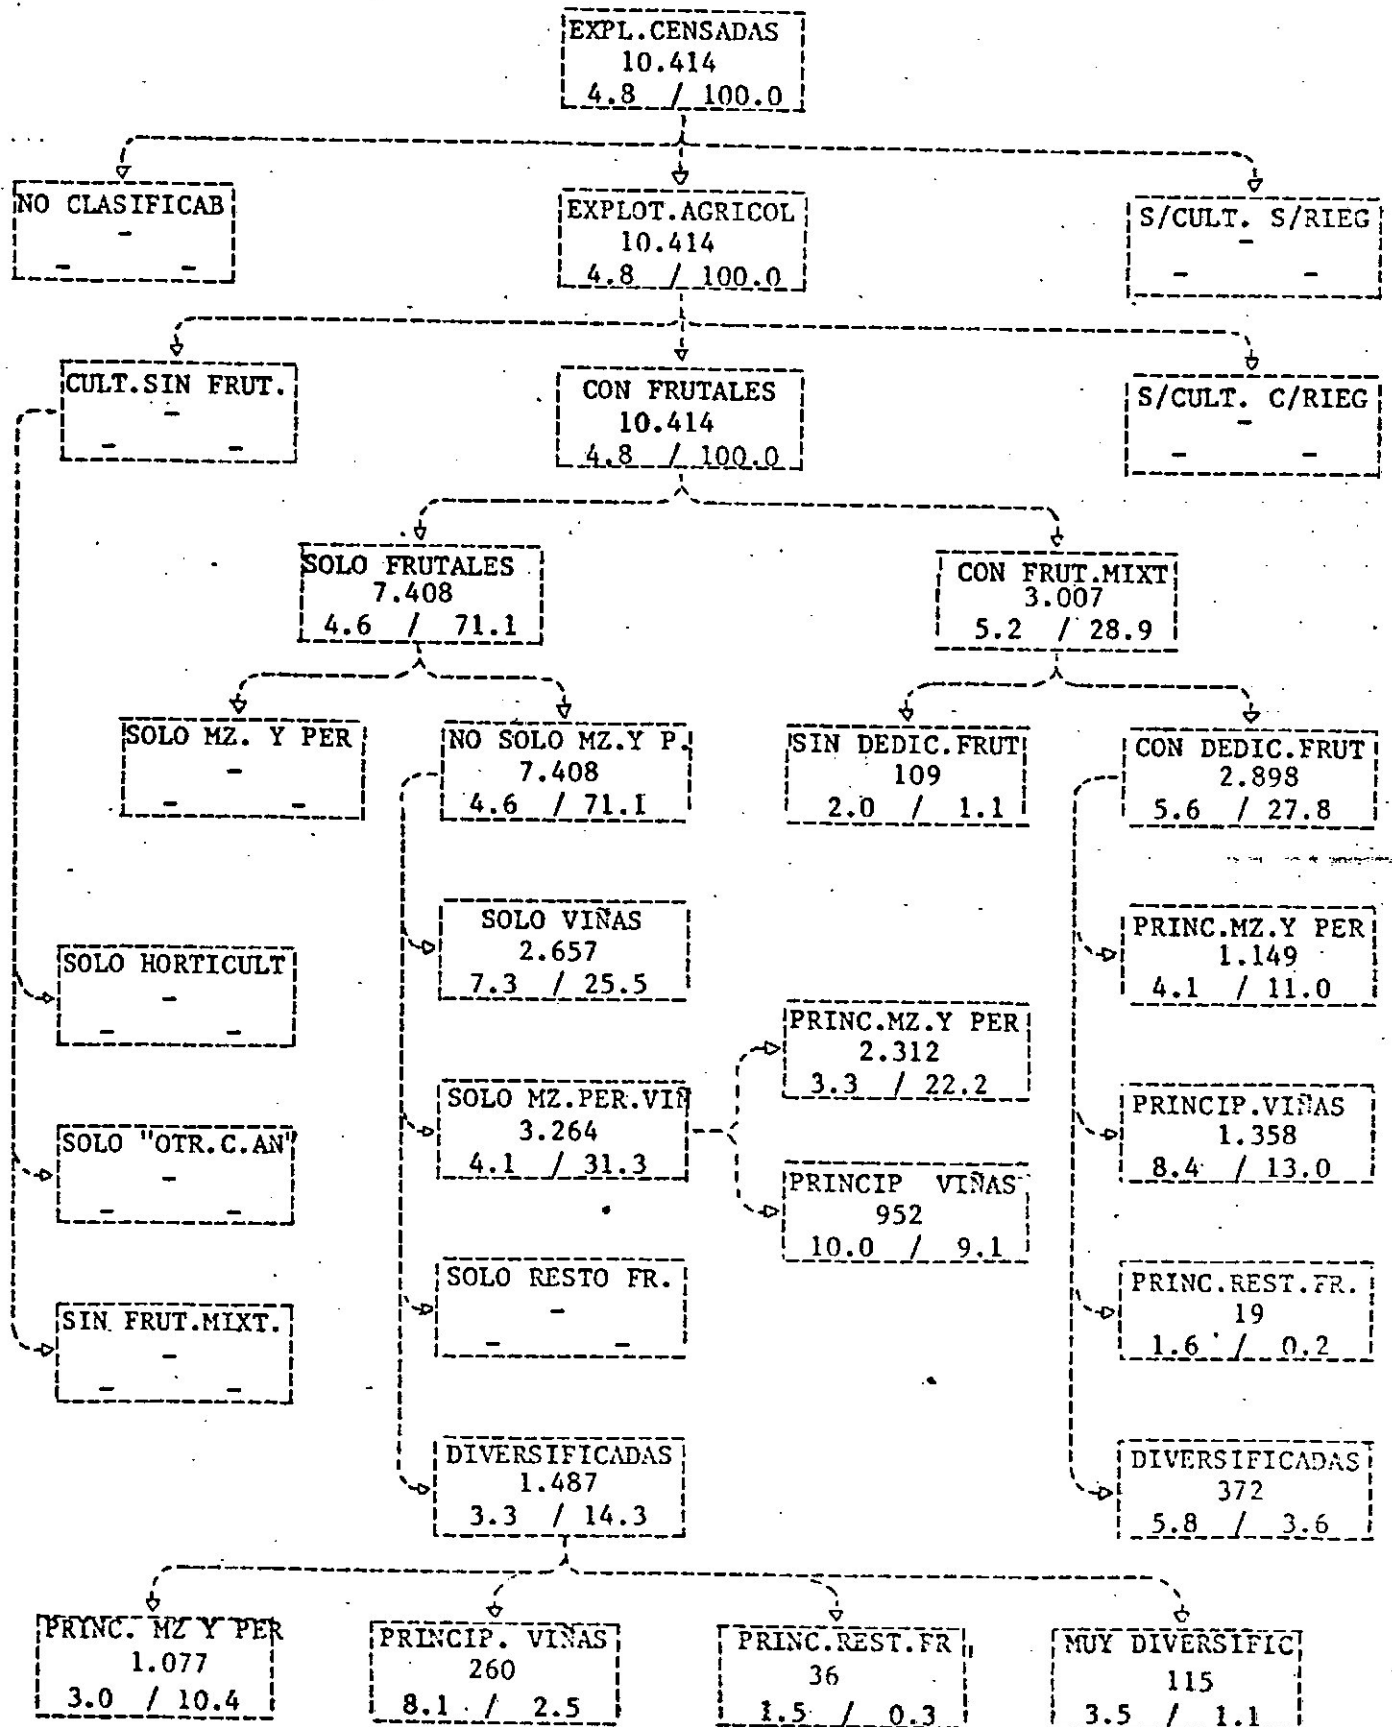 EXPL.CENSADAS
10.414
4.8 / 100.0
NO CLASIFICAB
-
- -
EXPLOT.AGRICOL
10.414
4.8 / 100.0
S/CULT. S/RIEG
-
- -
CULT.SIN FRUT.
-
- -
CON FRUTALES
10.414
4.8 / 100.0
S/CULT. C/RIEG
-
- -
SOLO FRUTALES
7.408
4.6 / 71.1
CON FRUT.MIXT
3.007
5.2 / 28.9
SOLO MZ. Y PER
-
- -
NO SOLO MZ.Y P.
7.408
4.6 / 71.1
SIN DEDIC.FRUT
109
2.0 / 1.1
CON DEDIC.FRUT
2.898
5.6 / 27.8
SOLO HORTICULT
-
- -
SOLO VIÑAS
2.657
7.3 / 25.5
PRINC.MZ.Y PER
1.149
4.1 / 11.0
PRINC.MZ.Y PER
2.312
3.3 / 22.2
SOLO "OTR.C.AN"
-
- -
SOLO MZ.PER.VIÑ
3.264
4.1 / 31.3
PRINCIP VIÑAS
952
10.0 / 9.1
PRINCIP.VIÑAS
1.358
8.4 / 13.0
SIN FRUT.MIXT.
-
- -
SOLO RESTO FR.
-
- -
PRINC.REST.FR.
19
1.6 / 0.2
DIVERSIFICADAS
1.487
3.3 / 14.3
DIVERSIFICADAS
372
5.8 / 3.6
PRINC. MZ Y PER
1.077
3.0 / 10.4
PRINCIP. VIÑAS
260
8.1 / 2.5
PRINC.REST.FR
36
1.5 / 0.3
MUY DIVERSIFIC
115
3.5 / 1.1